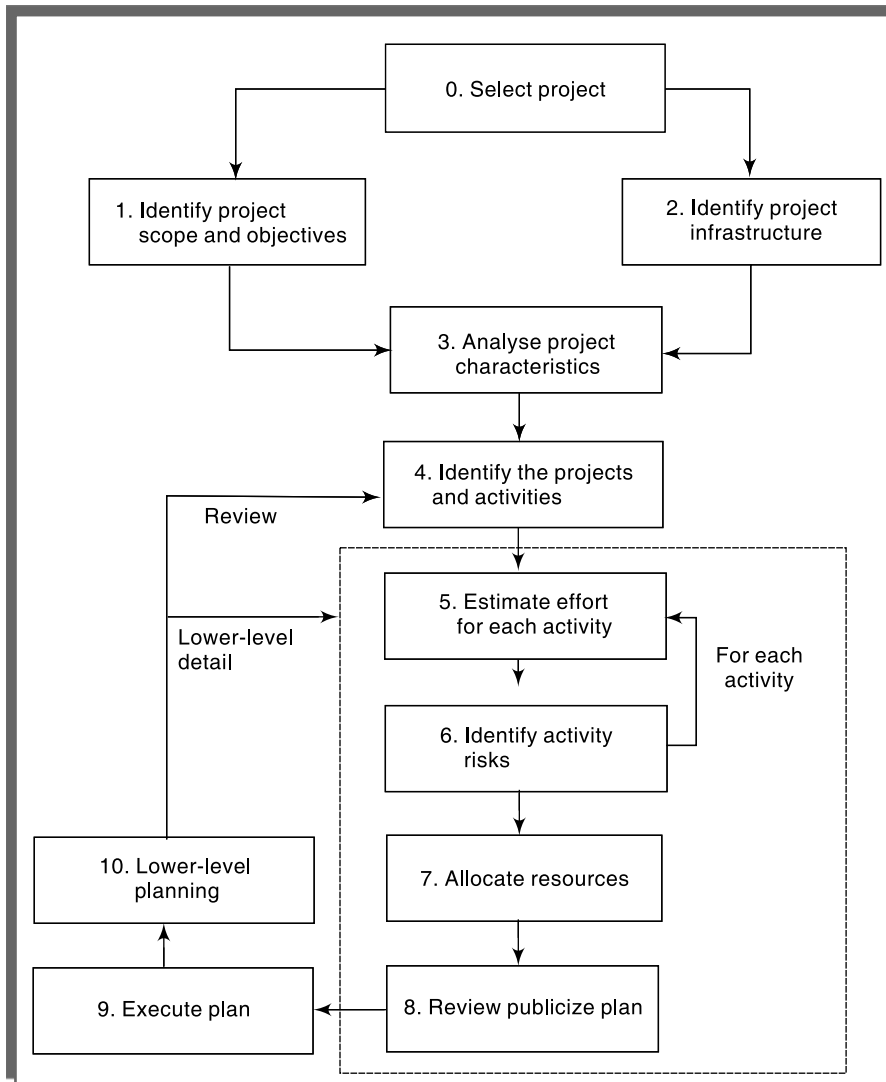 0. Select project
1. Identify project
scope and objectives
2. Identify project
infrastructure
3. Analyse project
characteristics
4. Identify the projects
and activities
Review
5. Estimate effort
for each activity
Lower-level
detail
For each
activity
6. Identify activity
risks
10. Lower-level
planning
7. Allocate resources
9. Execute plan
8. Review publicize plan